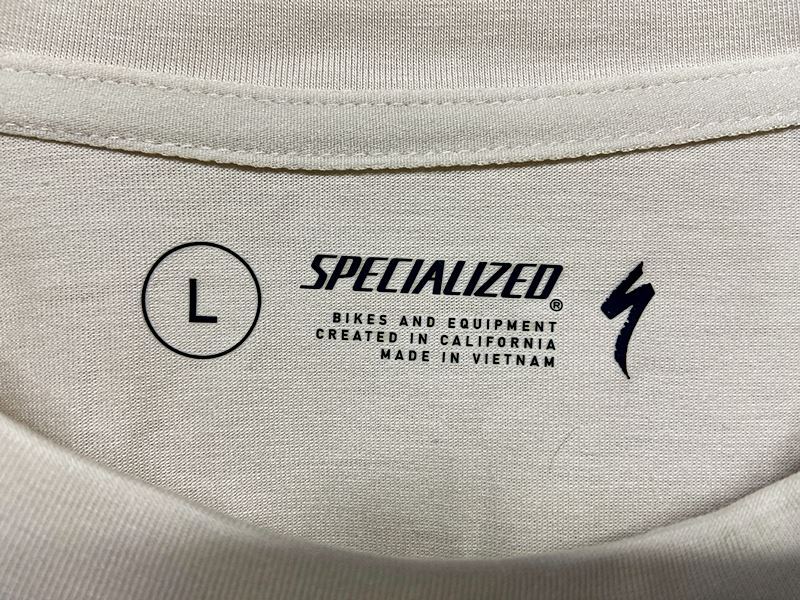 L
SPECIALIZED®
BIKES AND EQUIPMENT
CREATED IN CALIFORNIA
MADE IN VIETNAM